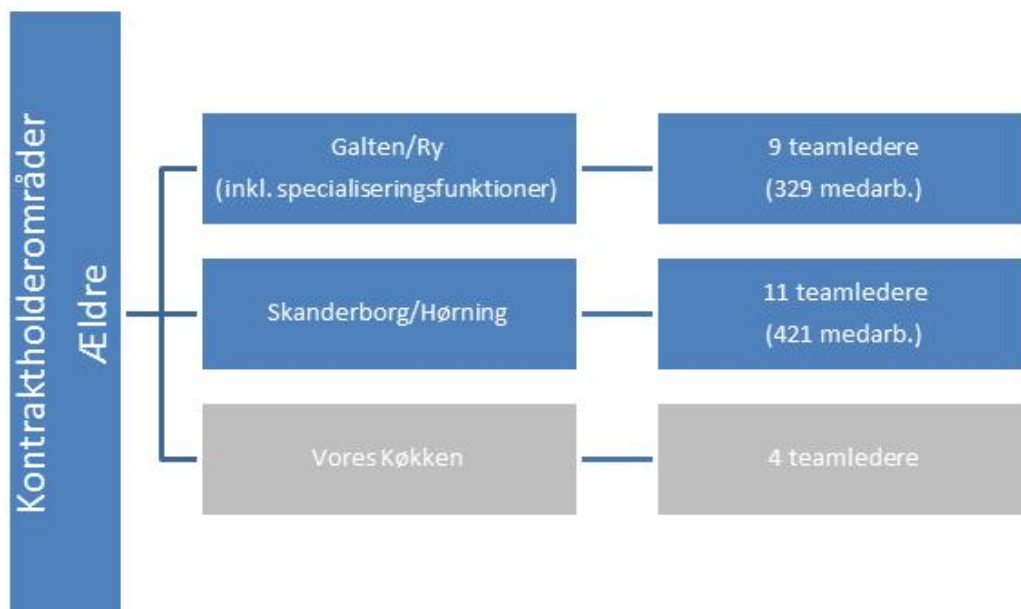 Kontraktholderområder
Ældre
Galten/Ry
(inkl. specialiseringsfunktioner)
9 teamledere
(329 medarb.)
Skanderborg/Hørning
11 teamledere
(421 medarb.)
Vores Køkken
4 teamledere